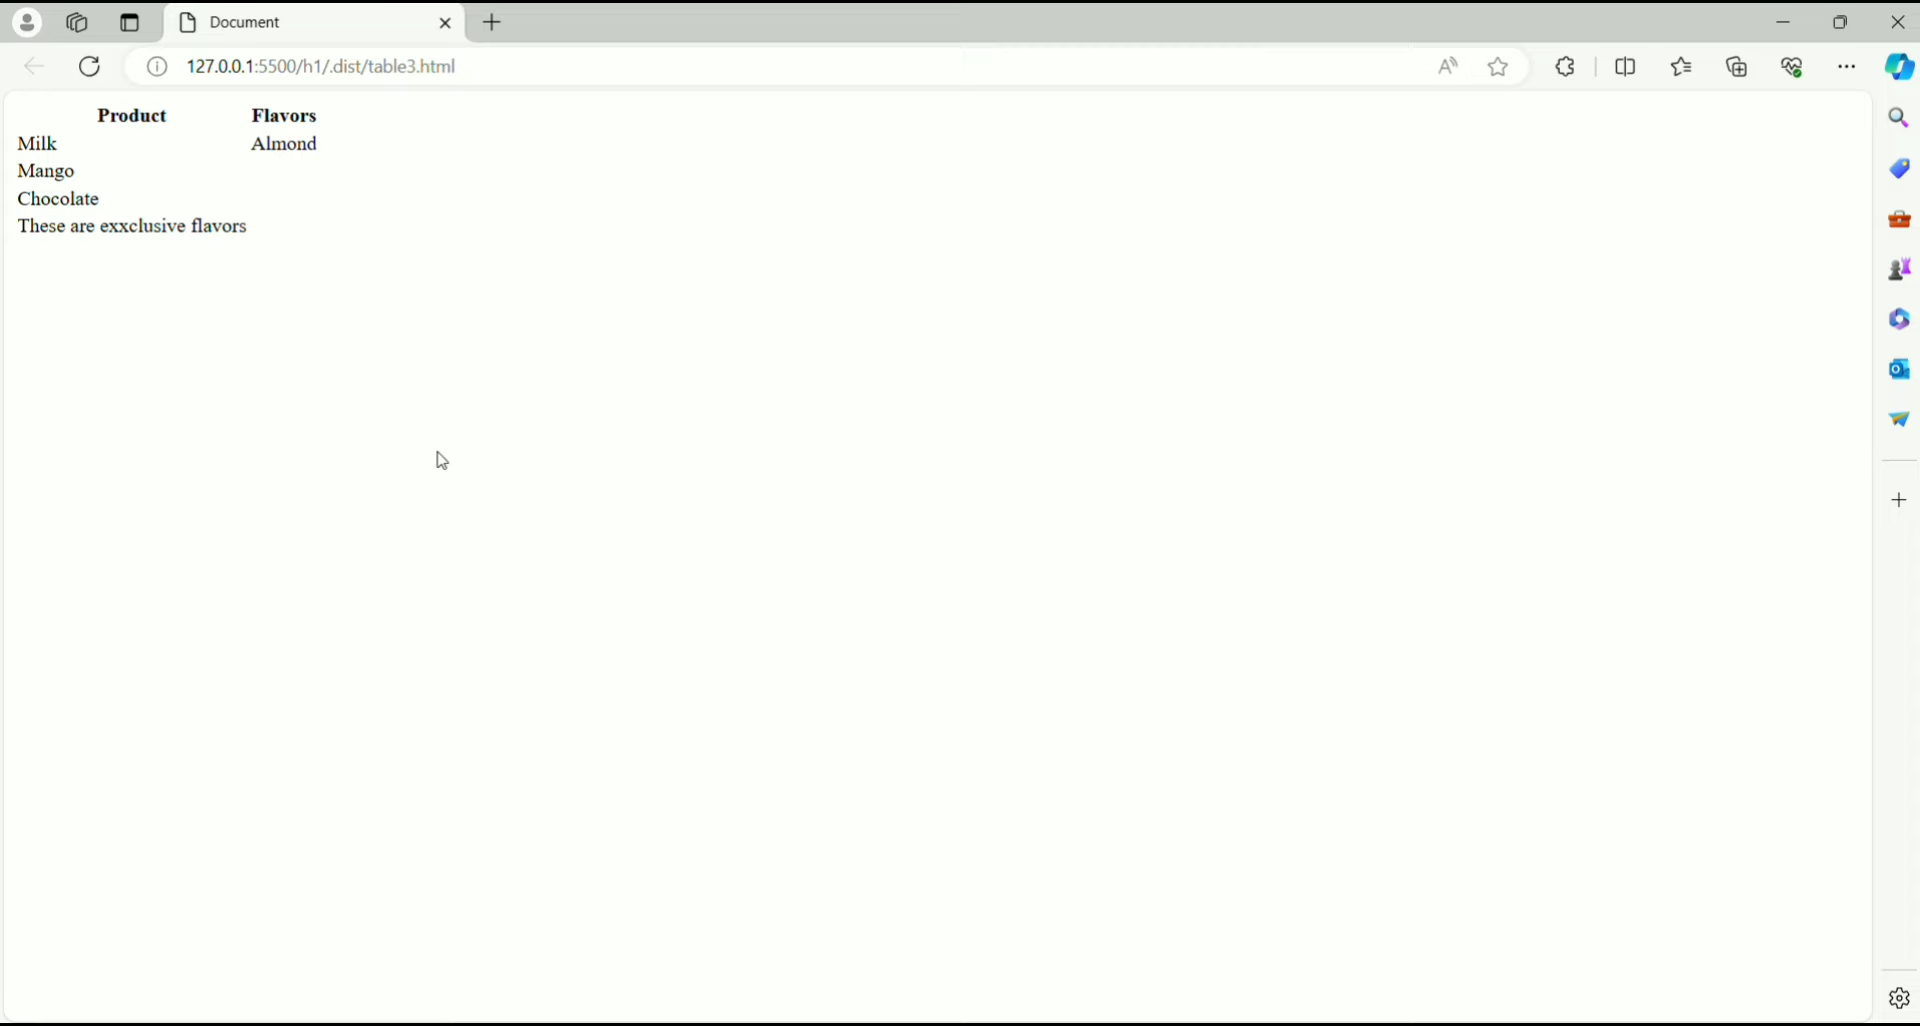 Document
127.0.0.1:5500/h1/.dist/table3.html
Product Flavors
Milk Almond
Mango
Chocolate
These are exxclusive flavors